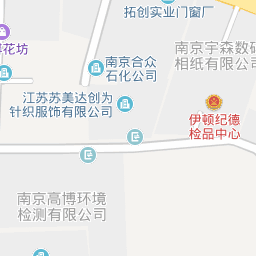 拓创实业门窗厂
花坊
南京合众
石化公司
南京宇森数码
相纸有限公司
江苏苏美达创为
针织服饰有限公司
伊顿纪德
检品中心
南京高博环境
检测有限公司